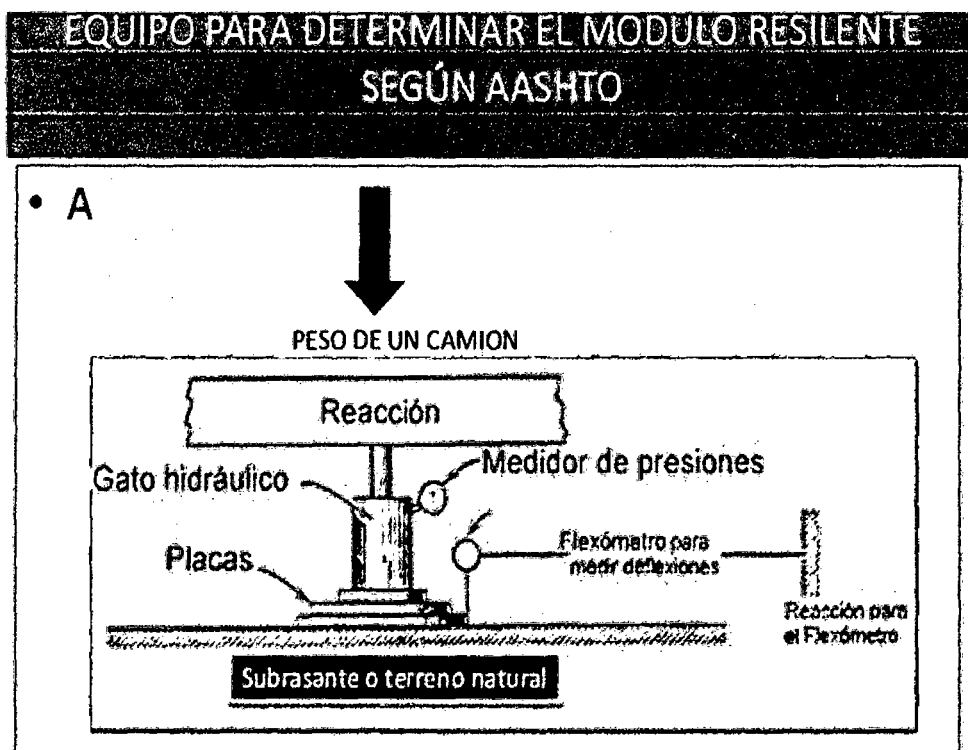 EQUIPO PARA DETERMINAR EL MODULO RESILENTE
SEGÚN AASHTO
• A
PESO DE UN CAMION
Reacción
Medidor de presiones
Gato hidráulico
Flexómetro para
medir deflexiones
Placas
Reacción para
el Flexómetro
Subrasante o terreno natural